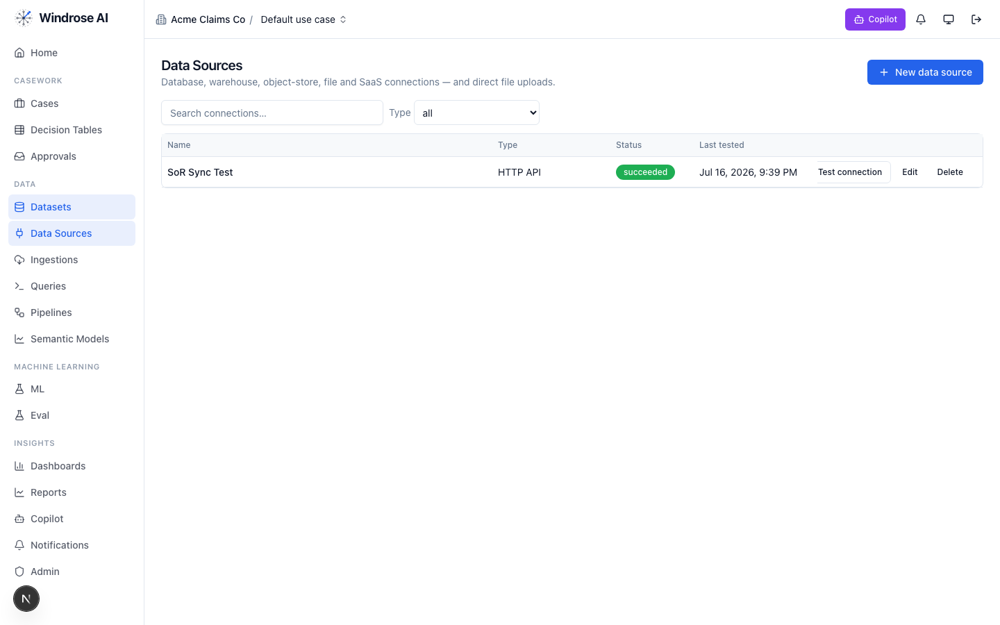 Windrose AI
Acme Claims Co / Default use case
Copilot
Home
CASEWORK
Cases
Decision Tables
Approvals
DATA
Datasets
Data Sources
Ingestions
Queries
Pipelines
Semantic Models
MACHINE LEARNING
ML
Eval
INSIGHTS
Dashboards
Reports
Copilot
Notifications
Admin
N
Data Sources
Database, warehouse, object-store, file and SaaS connections — and direct file uploads.
New data source
Search connections... Type all
Name Type Status Last tested
SoR Sync Test HTTP API succeeded Jul 16, 2026, 9:39 PM Test connection Edit Delete